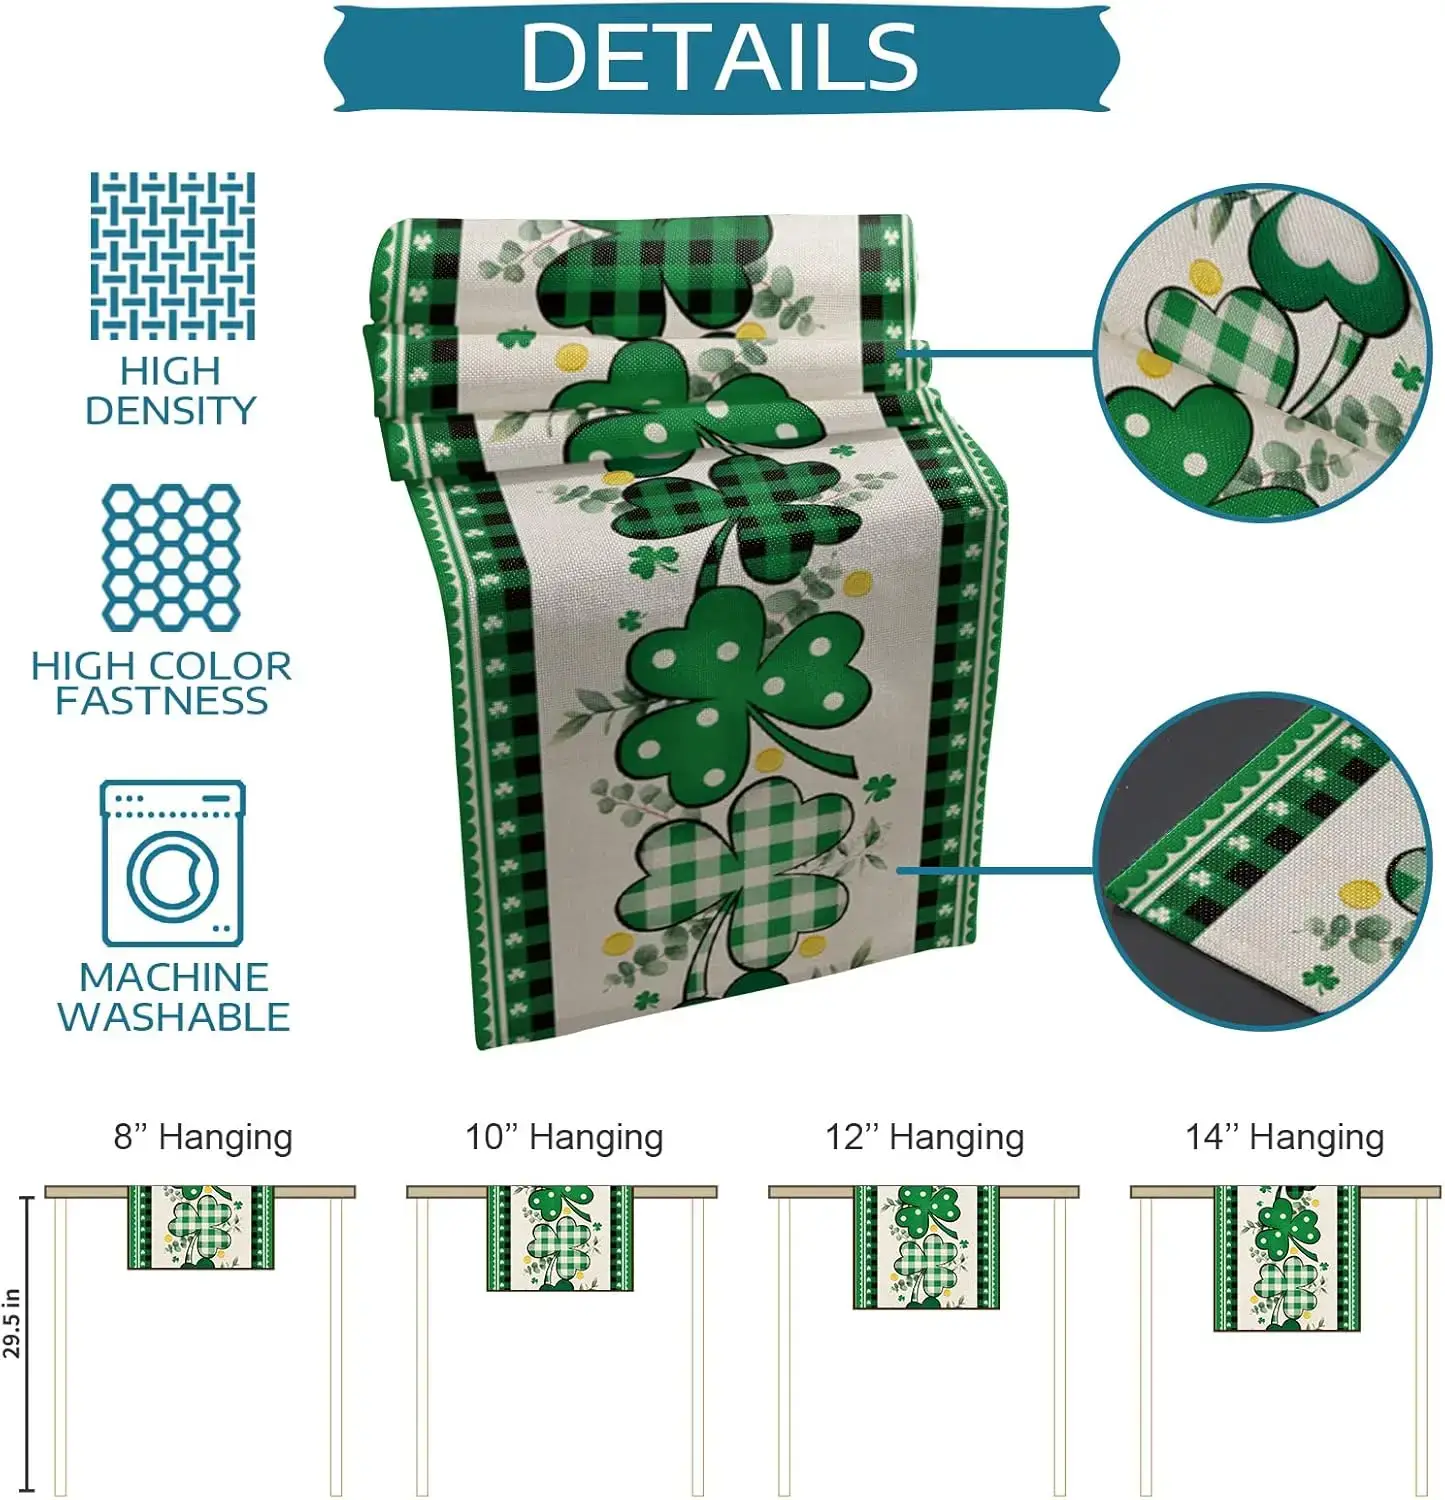 DETAILS
HIGH
DENSITY
HIGH COLOR
FASTNESS
MACHINE
WASHABLE
8’’ Hanging
10’’ Hanging
12’’ Hanging
14’’ Hanging
29.5 in